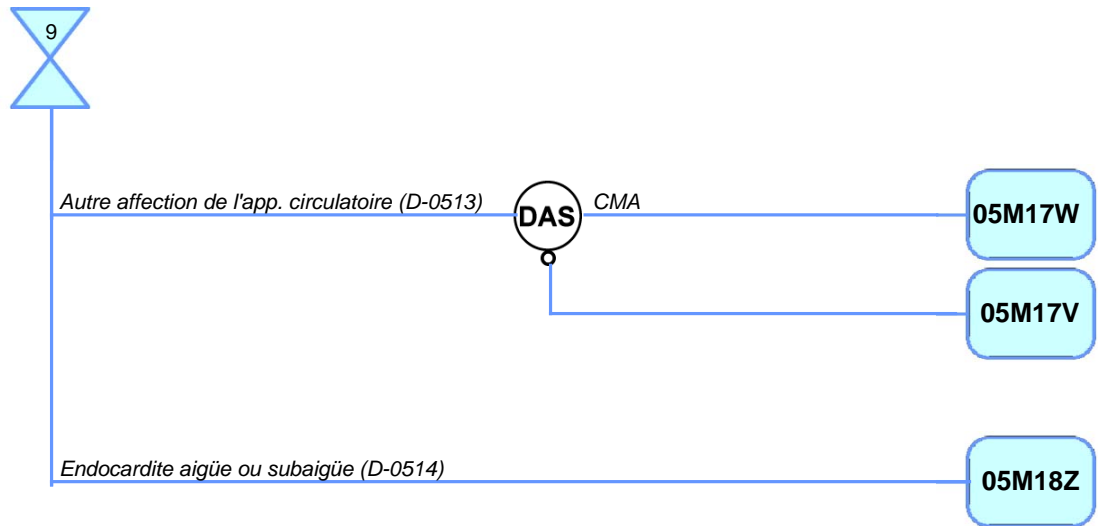 9
Autre affection de l'app. circulatoire (D-0513)
DAS
CMA
05M17W
05M17V
Endocardite aigüe ou subaigüe (D-0514)
05M18Z